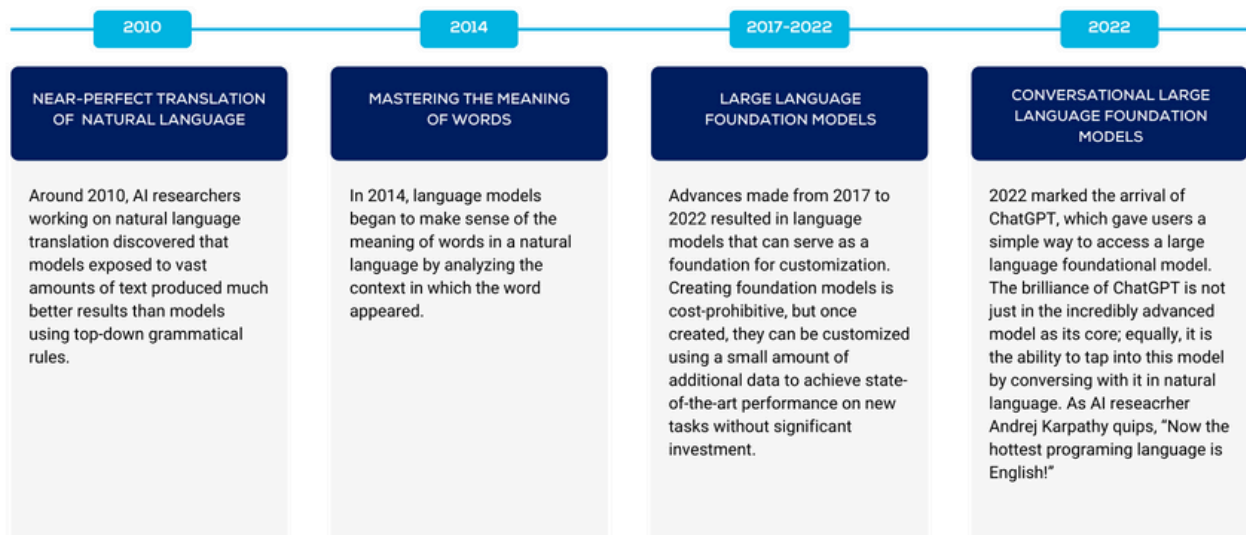 2010
2014
2017-2022
2022
NEAR-PERFECT TRANSLATION
OF NATURAL LANGUAGE
Around 2010, AI researchers
working on natural language
translation discovered that
models exposed to vast
amounts of text produced much
better results than models
using top-down grammatical
rules.
MASTERING THE MEANING
OF WORDS
In 2014, language models
began to make sense of the
meaning of words in a natural
language by analyzing the
context in which the word
appeared.
LARGE LANGUAGE
FOUNDATION MODELS
Advances made from 2017 to
2022 resulted in language
models that can serve as a
foundation for customization.
Creating foundation models is
cost-prohibitive, but once
created, they can be customized
using a small amount of
additional data to achieve state-
of-the-art performance on new
tasks without significant
investment.
CONVERSATIONAL LARGE
LANGUAGE FOUNDATION
MODELS
2022 marked the arrival of
ChatGPT, which gave users a
simple way to access a large
language foundational model.
The brilliance of ChatGPT is not
just in the incredibly advanced
model as its core; equally, it is
the ability to tap into this model
by conversing with it in natural
language. As AI reseacrher
Andrej Karpathy quips, “Now the
hottest programing language is
English!”